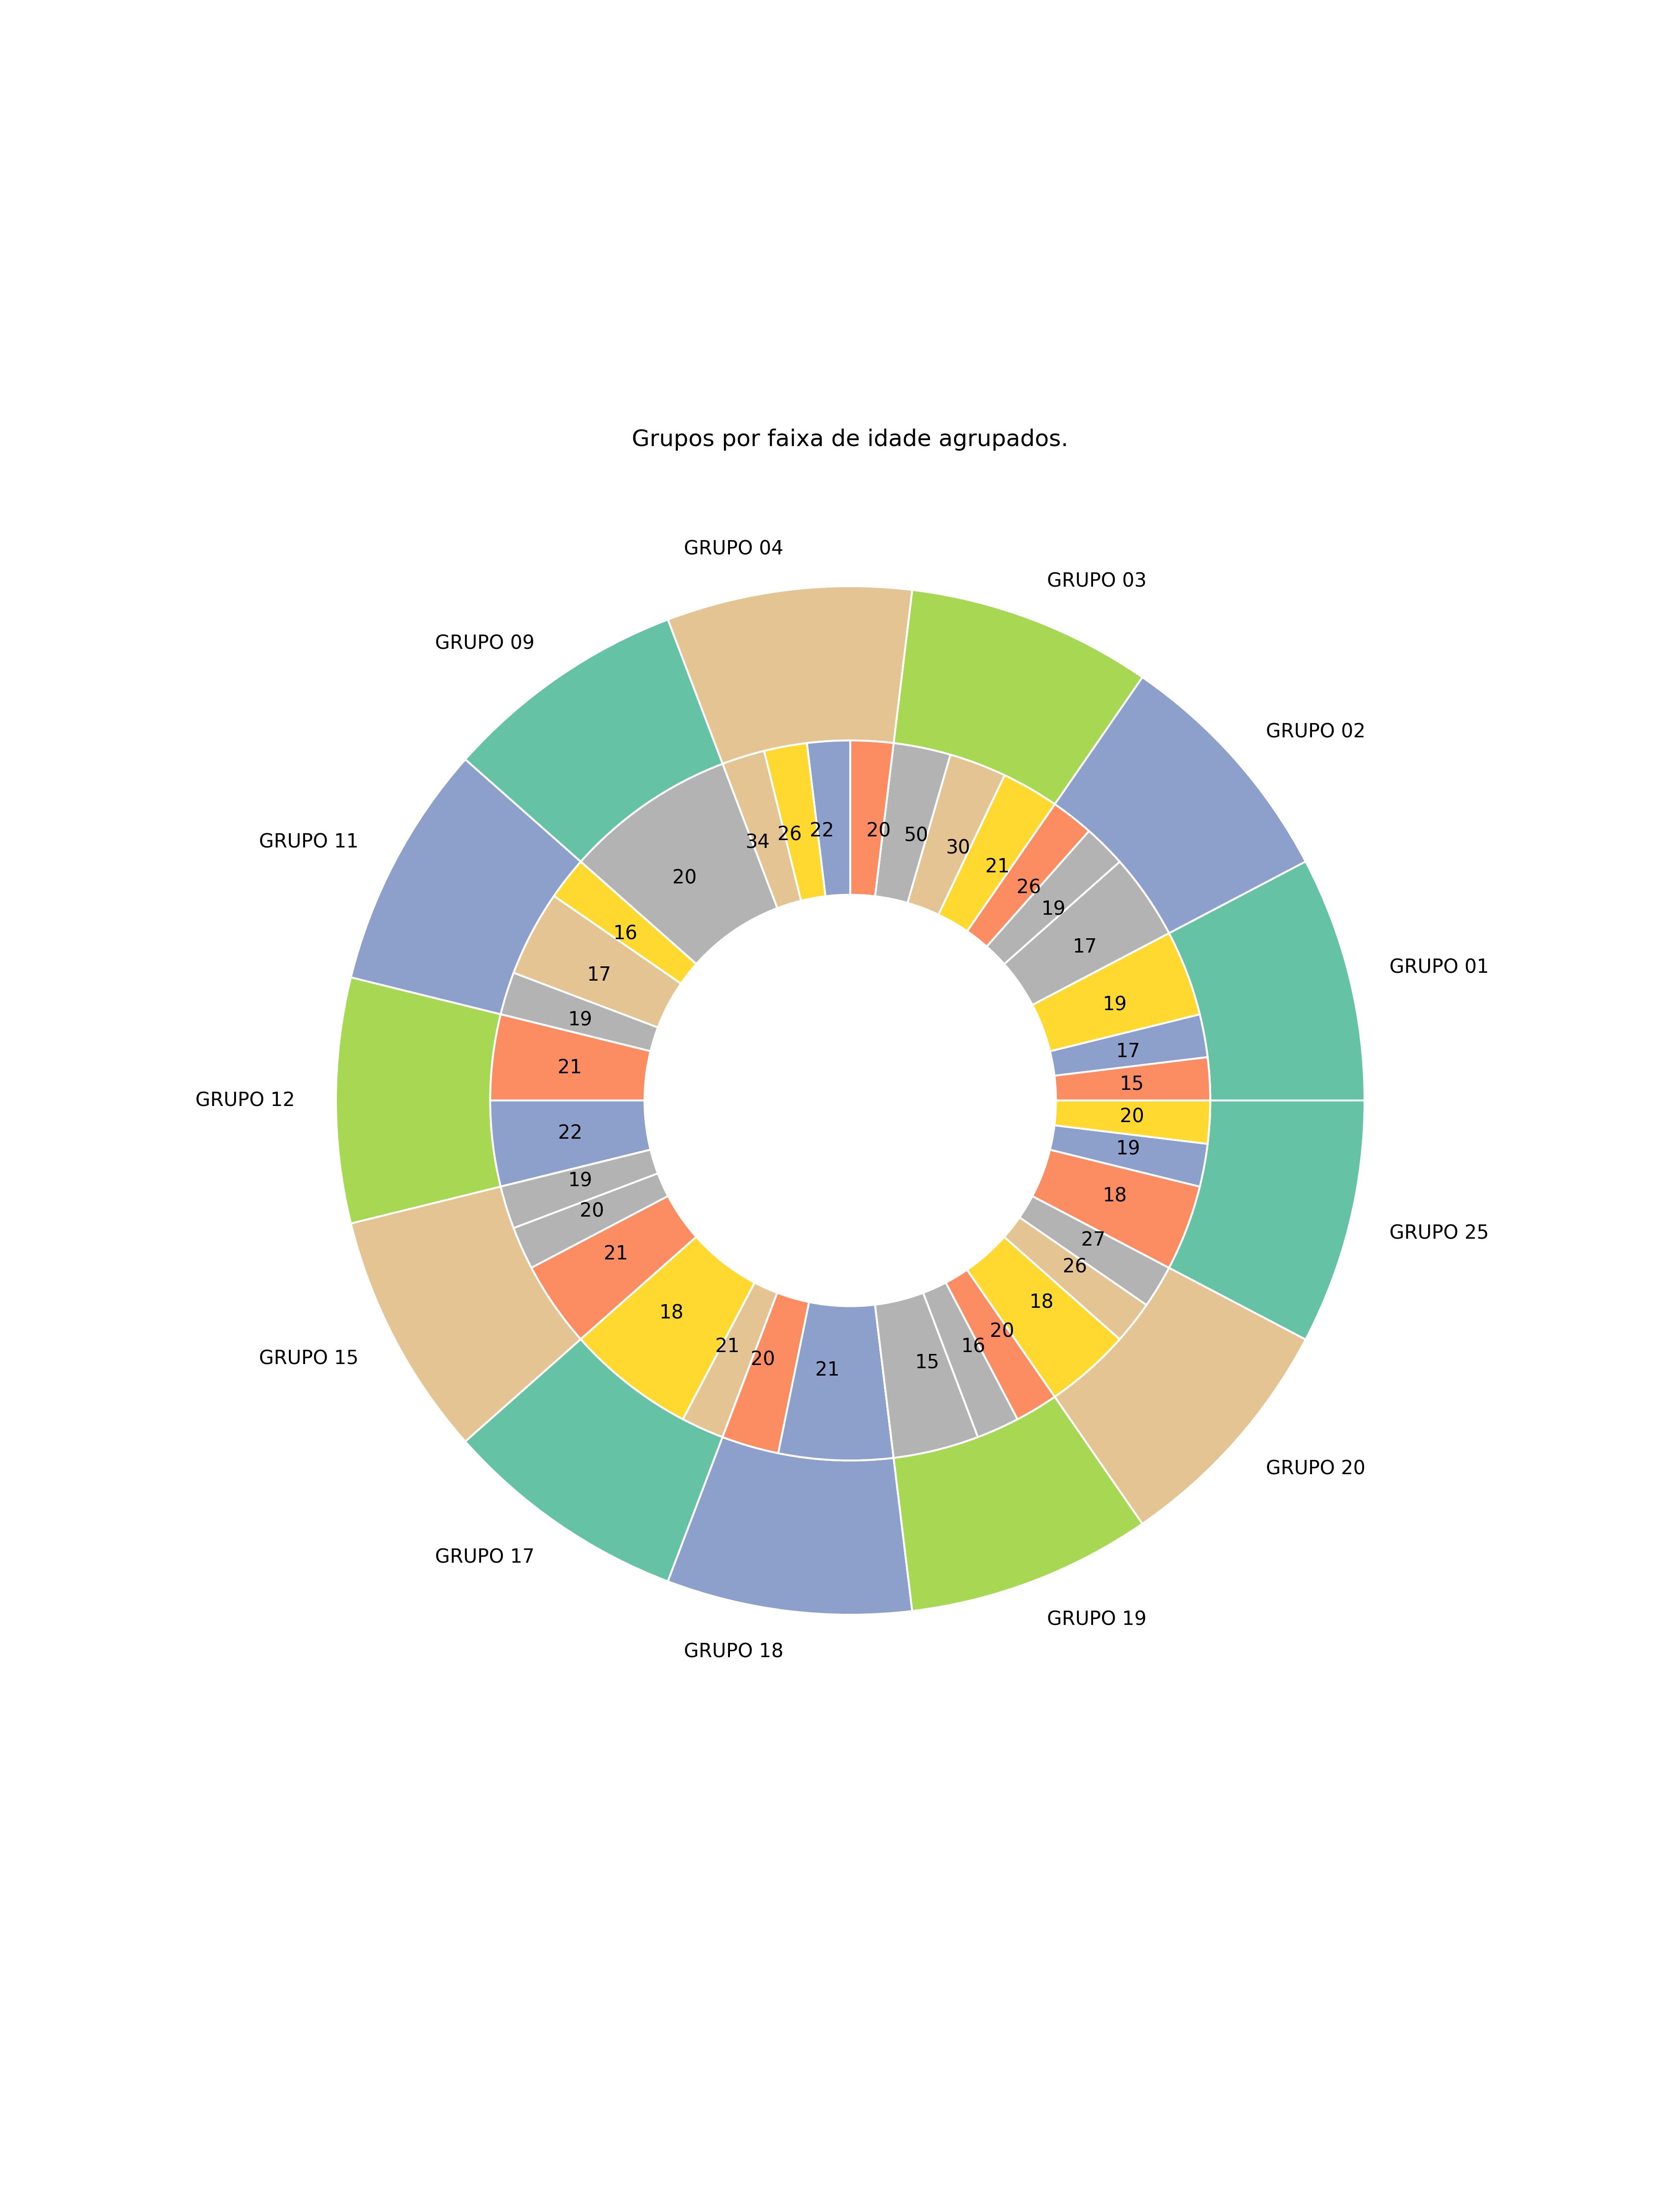 Grupos por faixa de idade agrupados.
GRUPO 04
GRUPO 03
GRUPO 09
GRUPO 02
GRUPO 11
GRUPO 01
GRUPO 12
GRUPO 25
GRUPO 15
GRUPO 20
GRUPO 17
GRUPO 19
GRUPO 18
34
26
22
20
50
30
21
26
19
17
19
17
15
20
19
18
27
26
18
20
16
15
21
20
21
18
21
20
19
22
21
19
17
16
20